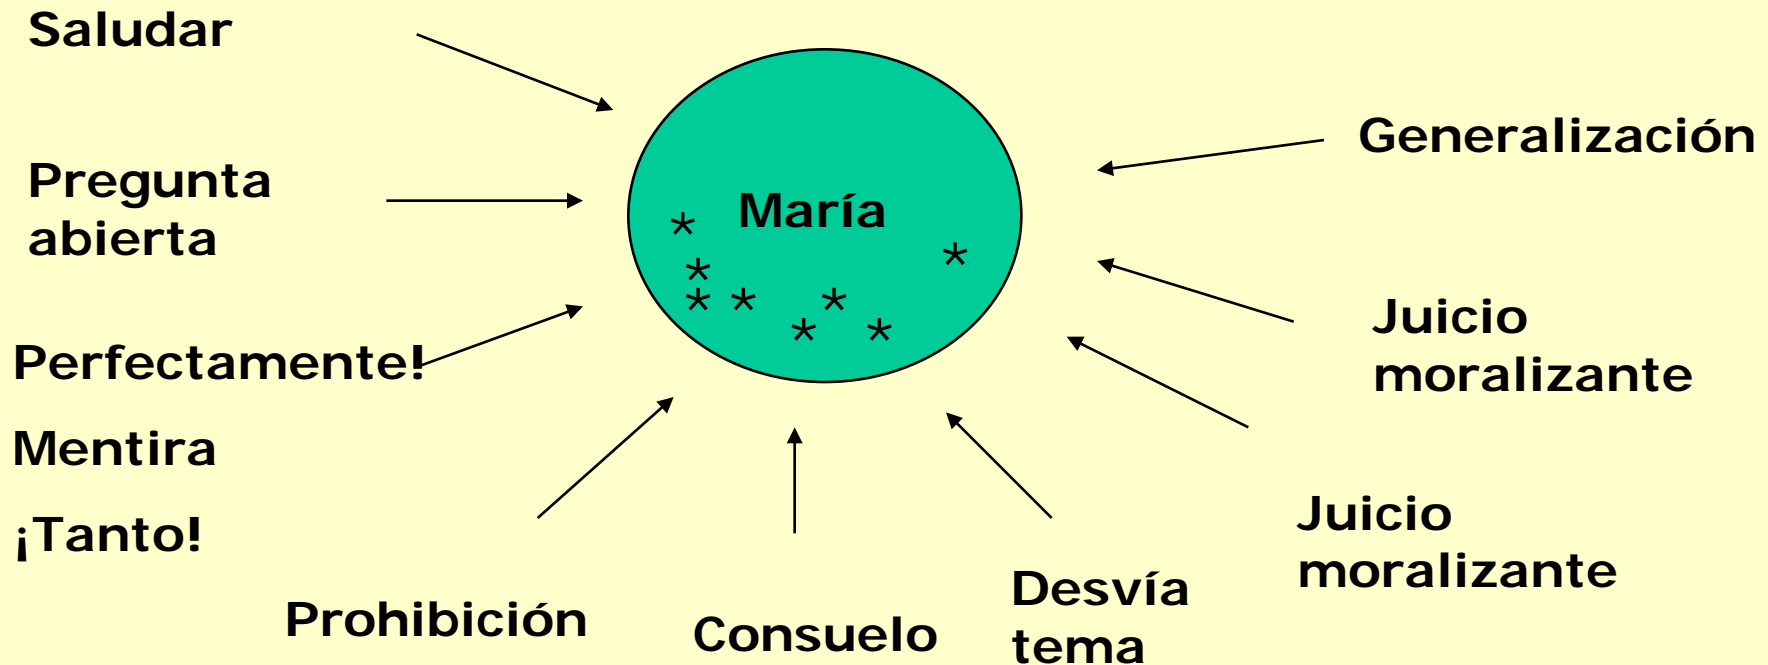 Saludar
Pregunta
abierta
Perfectamente!
Mentira
¡Tanto!
Prohibición
Consuelo
Desvía
tema
Juicio
moralizante
Juicio
moralizante
Generalización
María
*
*
* *
*
*
*
*